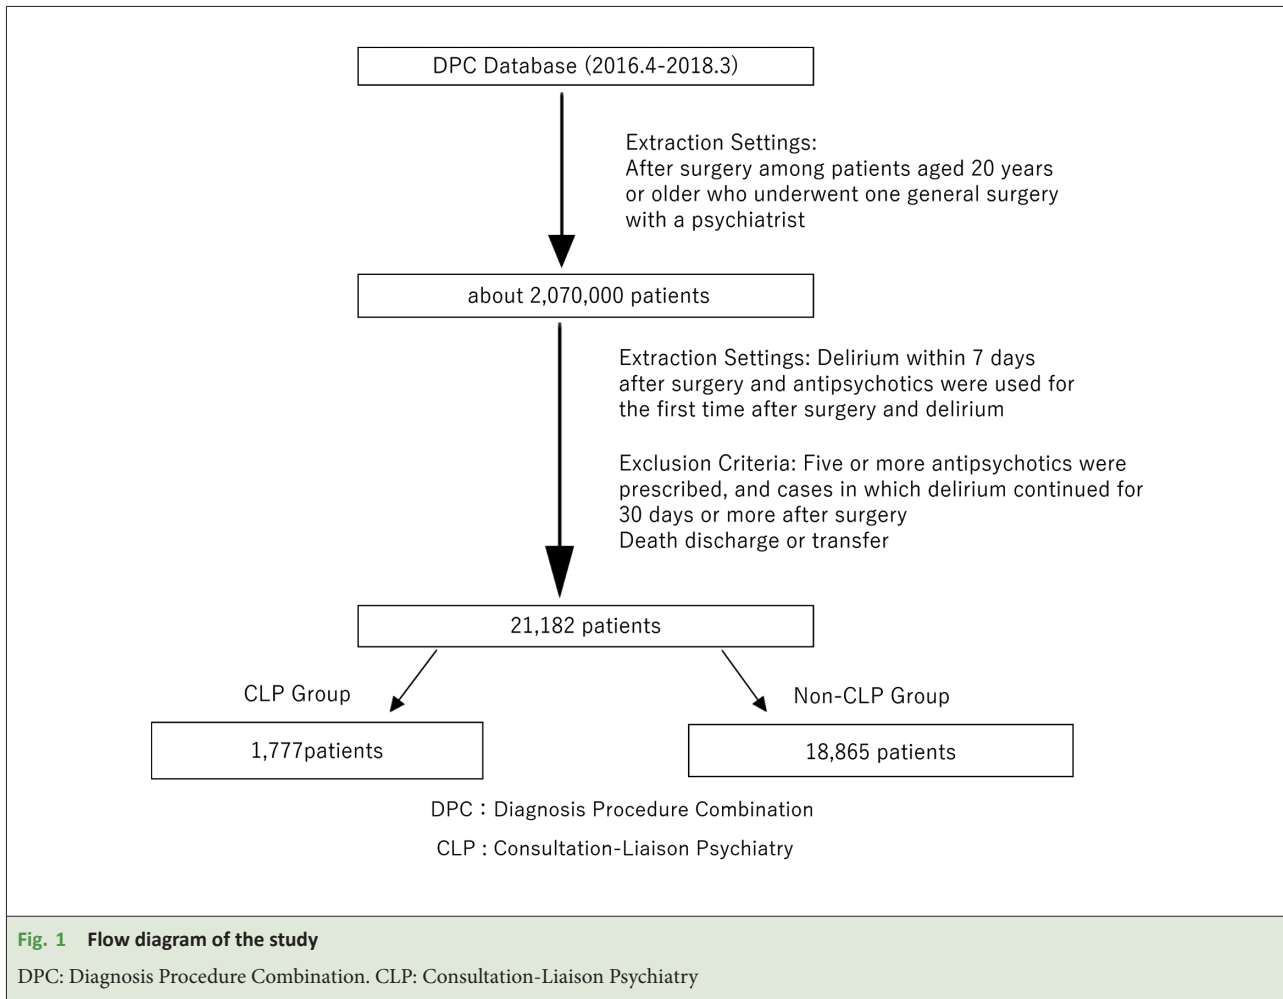 DPC Database (2016.4-2018.3)
Extraction Settings:
After surgery among patients aged 20 years
or older who underwent one general surgery
with a psychiatrist
about 2,070,000 patients
Extraction Settings: Delirium within 7 days
after surgery and antipsychotics were used for
the first time after surgery and delirium
Exclusion Criteria: Five or more antipsychotics were
prescribed, and cases in which delirium continued for
30 days or more after surgery
Death discharge or transfer
21,182 patients
CLP Group
Non-CLP Group
1,777patients
18,865 patients
DPC：Diagnosis Procedure Combination
CLP : Consultation-Liaison Psychiatry
Fig. 1 Flow diagram of the study
DPC: Diagnosis Procedure Combination. CLP: Consultation-Liaison Psychiatry